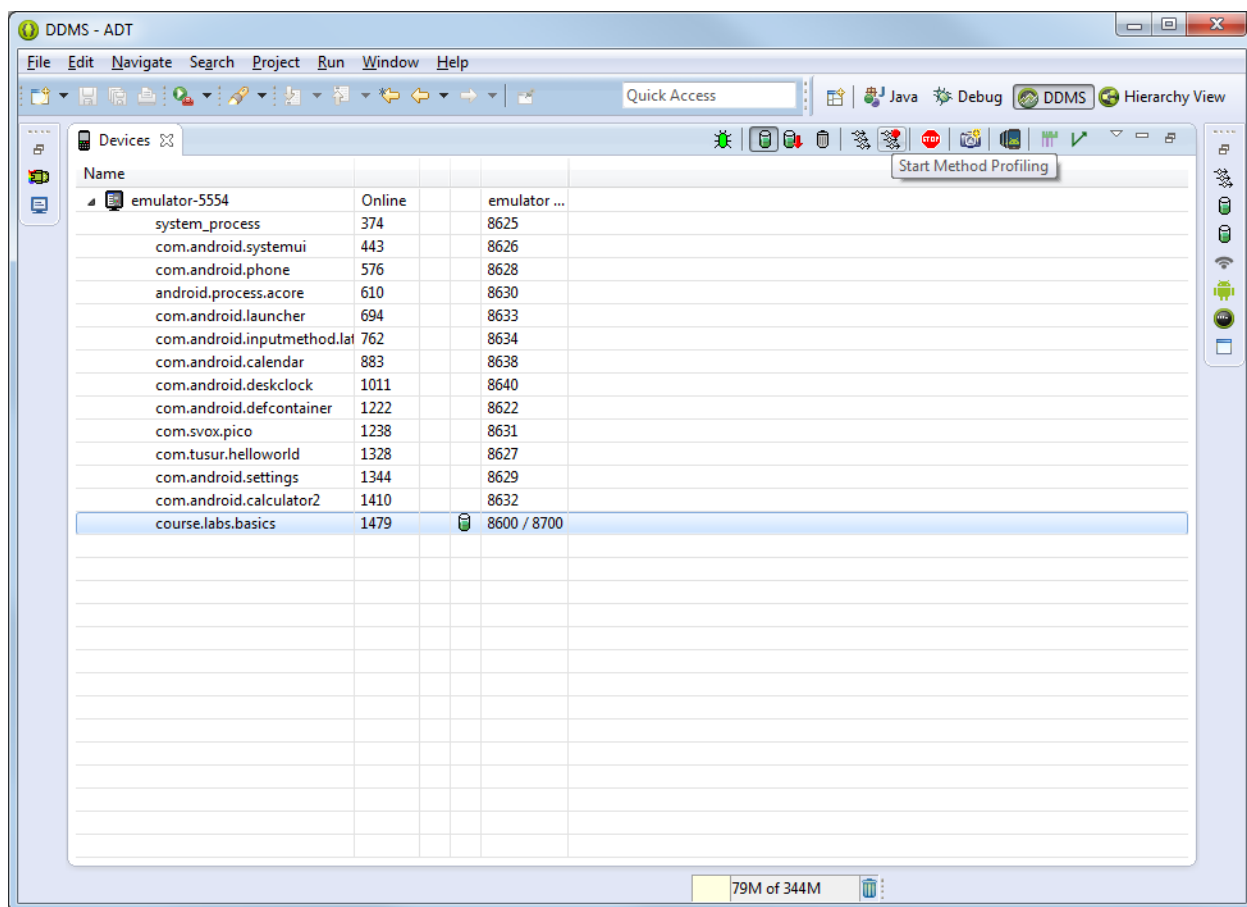 DDMS - ADT
File Edit Navigate Search Project Run Window Help
Quick Access Java Debug DDMS Hierarchy View
Devices
Start Method Profiling
Name
emulator-5554 Online emulator ...
system_process 374 8625
com.android.systemui 443 8626
com.android.phone 576 8628
android.process.acore 610 8630
com.android.launcher 694 8633
com.android.inputmethod.lat 762 8634
com.android.calendar 883 8638
com.android.deskclock 1011 8640
com.android.defcontainer 1222 8622
com.svox.pico 1238 8631
com.tusur.helloworld 1328 8627
com.android.settings 1344 8629
com.android.calculator2 1410 8632
course.labs.basics 1479 8600 / 8700
79M of 344M